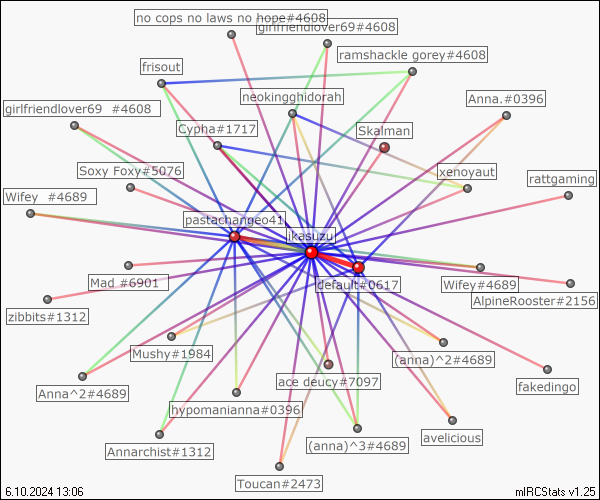 no cops no laws no hope#4608
girlfriendlover69#4608
ramshackle gorey#4608
frisout
neokingghidorah
Anna.#0396
girlfriendlover69 #4608
Cypha#1717
Skalman
Soxy Foxy#5076
xenoyaut
rattgaming
Wifey #4689
pastachangeo41
ikasuzu
Mad #6901
default#0617
Wifey#4689
AlpineRooster#2156
zibbits#1312
Mushy#1984
(anna)^2#4689
Anna^2#4689
ace deucy#7097
fakedingo
hypomanianna#0396
Annarchist#1312
(anna)^3#4689
avelicious
Toucan#2473
6.10.2024 13:06
mIRCStats v1.25